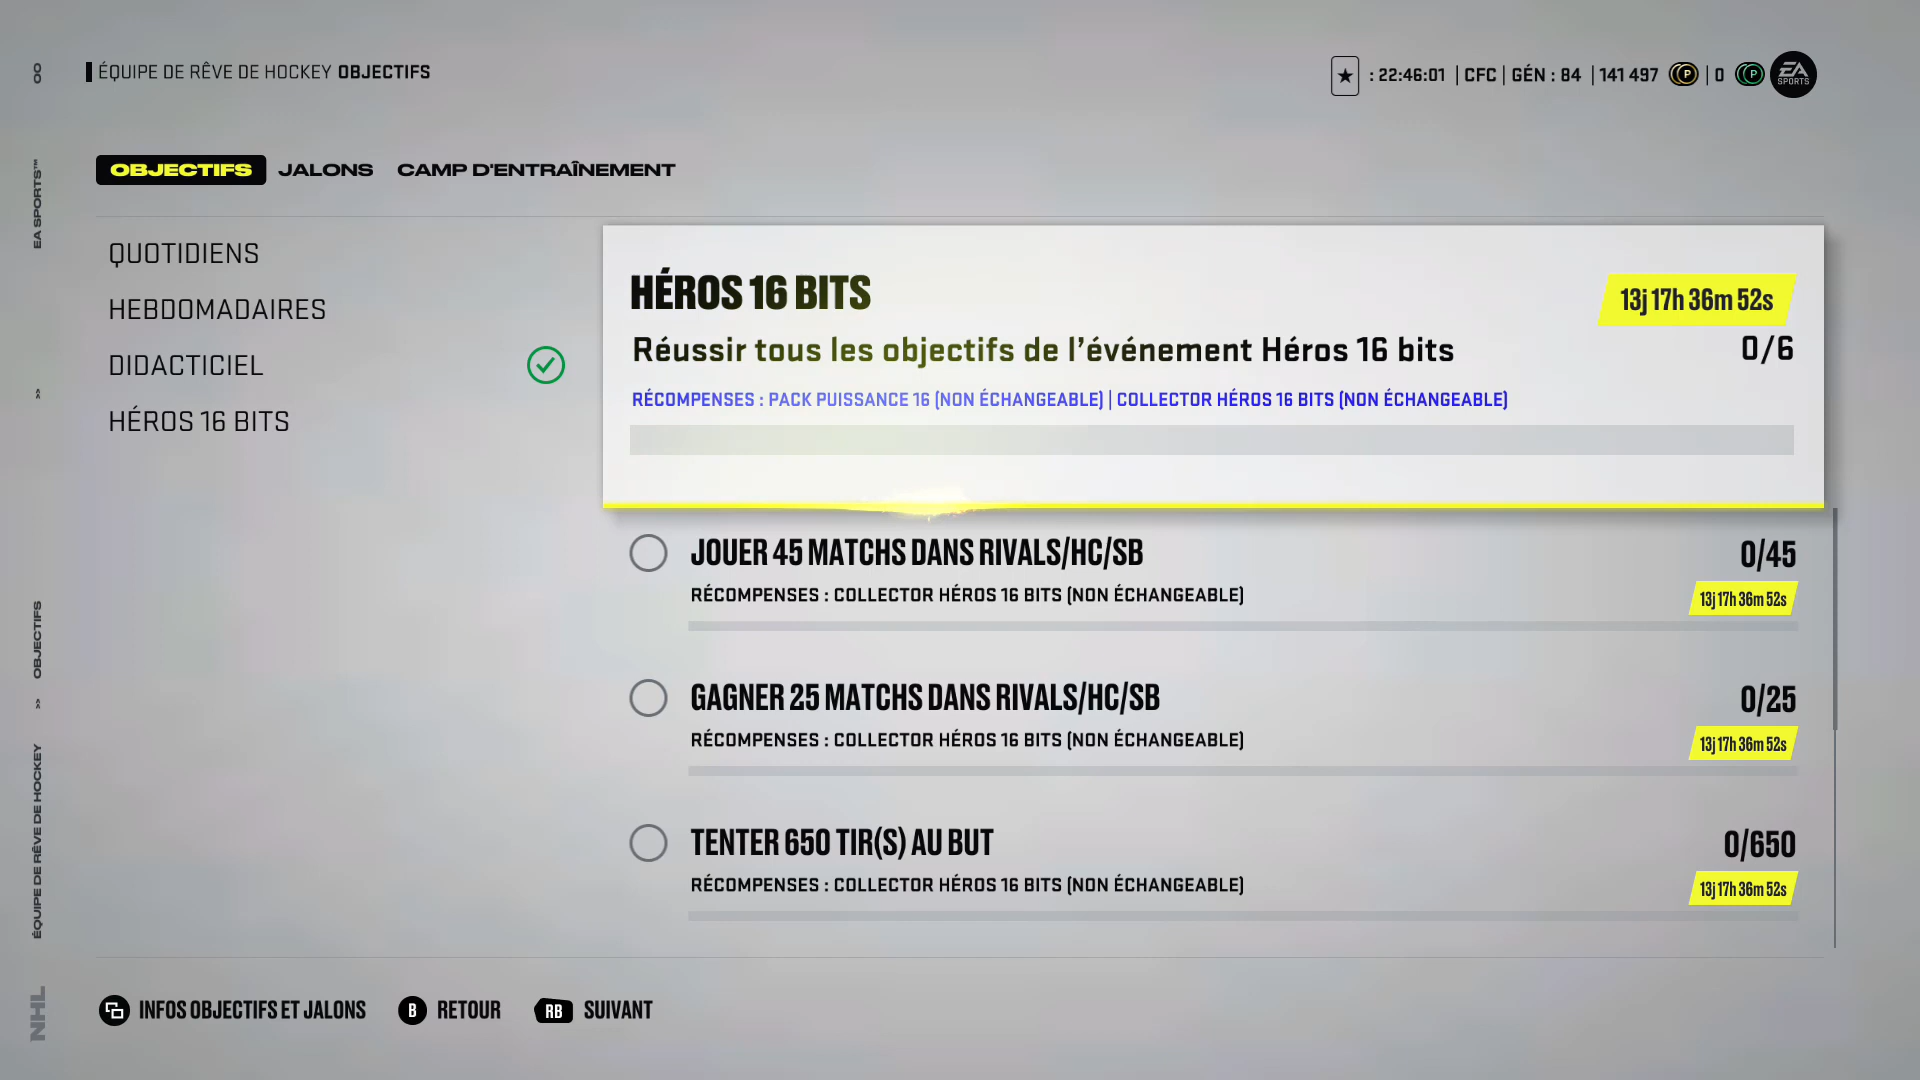 ÉQUIPE DE RÊVE DE HOCKEY OBJECTIFS
★ : 22:46:01 | CFC | GÉN : 84 | 141 497 P | 0 P EA SPORTS
OBJECTIFS JALONS CAMP D'ENTRAÎNEMENT
QUOTIDIENS
HEBDOMADAIRES
DIDACTICIEL
HÉROS 16 BITS
HÉROS 16 BITS
13j 17h 36m 52s
Réussir tous les objectifs de l’événement Héros 16 bits
0/6
RÉCOMPENSES : PACK PUISSANCE 16 (NON ÉCHANGEABLE) | COLLECTOR HÉROS 16 BITS (NON ÉCHANGEABLE)
JOUER 45 MATCHS DANS RIVALS/HC/SB
0/45
RÉCOMPENSES : COLLECTOR HÉROS 16 BITS (NON ÉCHANGEABLE)
13j 17h 36m 52s
GAGNER 25 MATCHS DANS RIVALS/HC/SB
0/25
RÉCOMPENSES : COLLECTOR HÉROS 16 BITS (NON ÉCHANGEABLE)
13j 17h 36m 52s
TENTER 650 TIR(S) AU BUT
0/650
RÉCOMPENSES : COLLECTOR HÉROS 16 BITS (NON ÉCHANGEABLE)
13j 17h 36m 52s
INFOS OBJECTIFS ET JALONS B RETOUR RB SUIVANT
NHL
ÉQUIPE DE RÊVE DE HOCKEY >> OBJECTIFS
>>
EA SPORTS™